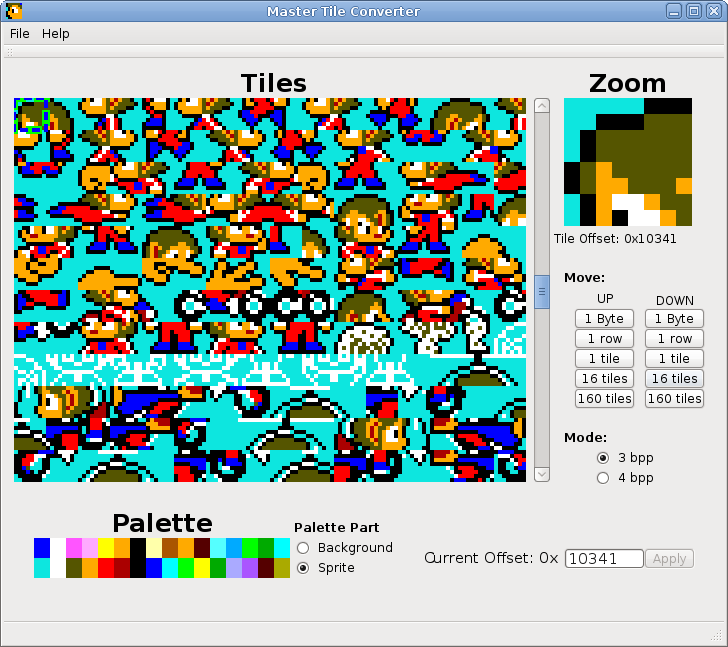 Master Tile Converter
File Help
Tiles
Zoom
Tile Offset: 0x10341
Move:
UP DOWN
1 Byte 1 Byte
1 row 1 row
1 tile 1 tile
16 tiles 16 tiles
160 tiles 160 tiles
Mode:
3 bpp
4 bpp
Palette
Palette Part
Background
Sprite
Current Offset: 0x 10341 Apply